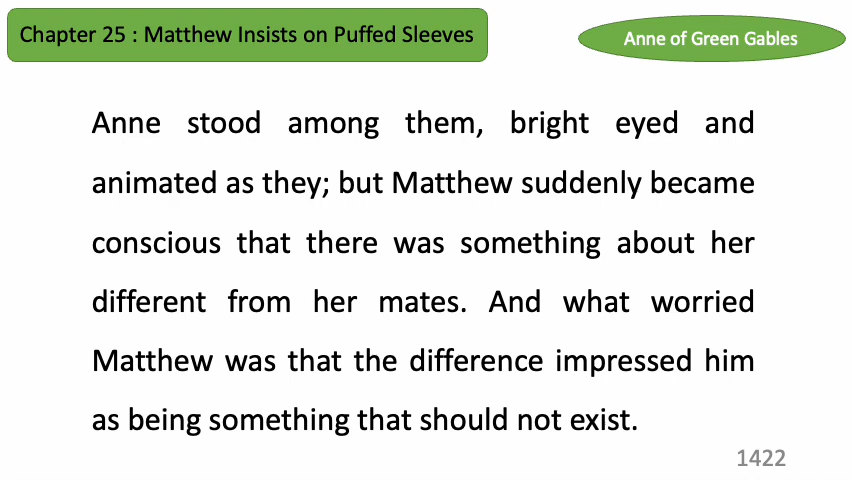 Chapter 25 : Matthew Insists on Puffed Sleeves
Anne of Green Gables
Anne stood among them, bright eyed and
animated as they; but Matthew suddenly became
conscious that there was something about her
different from her mates. And what worried
Matthew was that the difference impressed him
as being something that should not exist.
1422